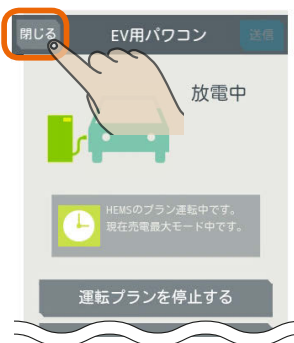 閉じる EV用パワコン 送信
放電中
HEMSのプラン運転中です。
現在売電最大モード中です。
運転プランを停止する